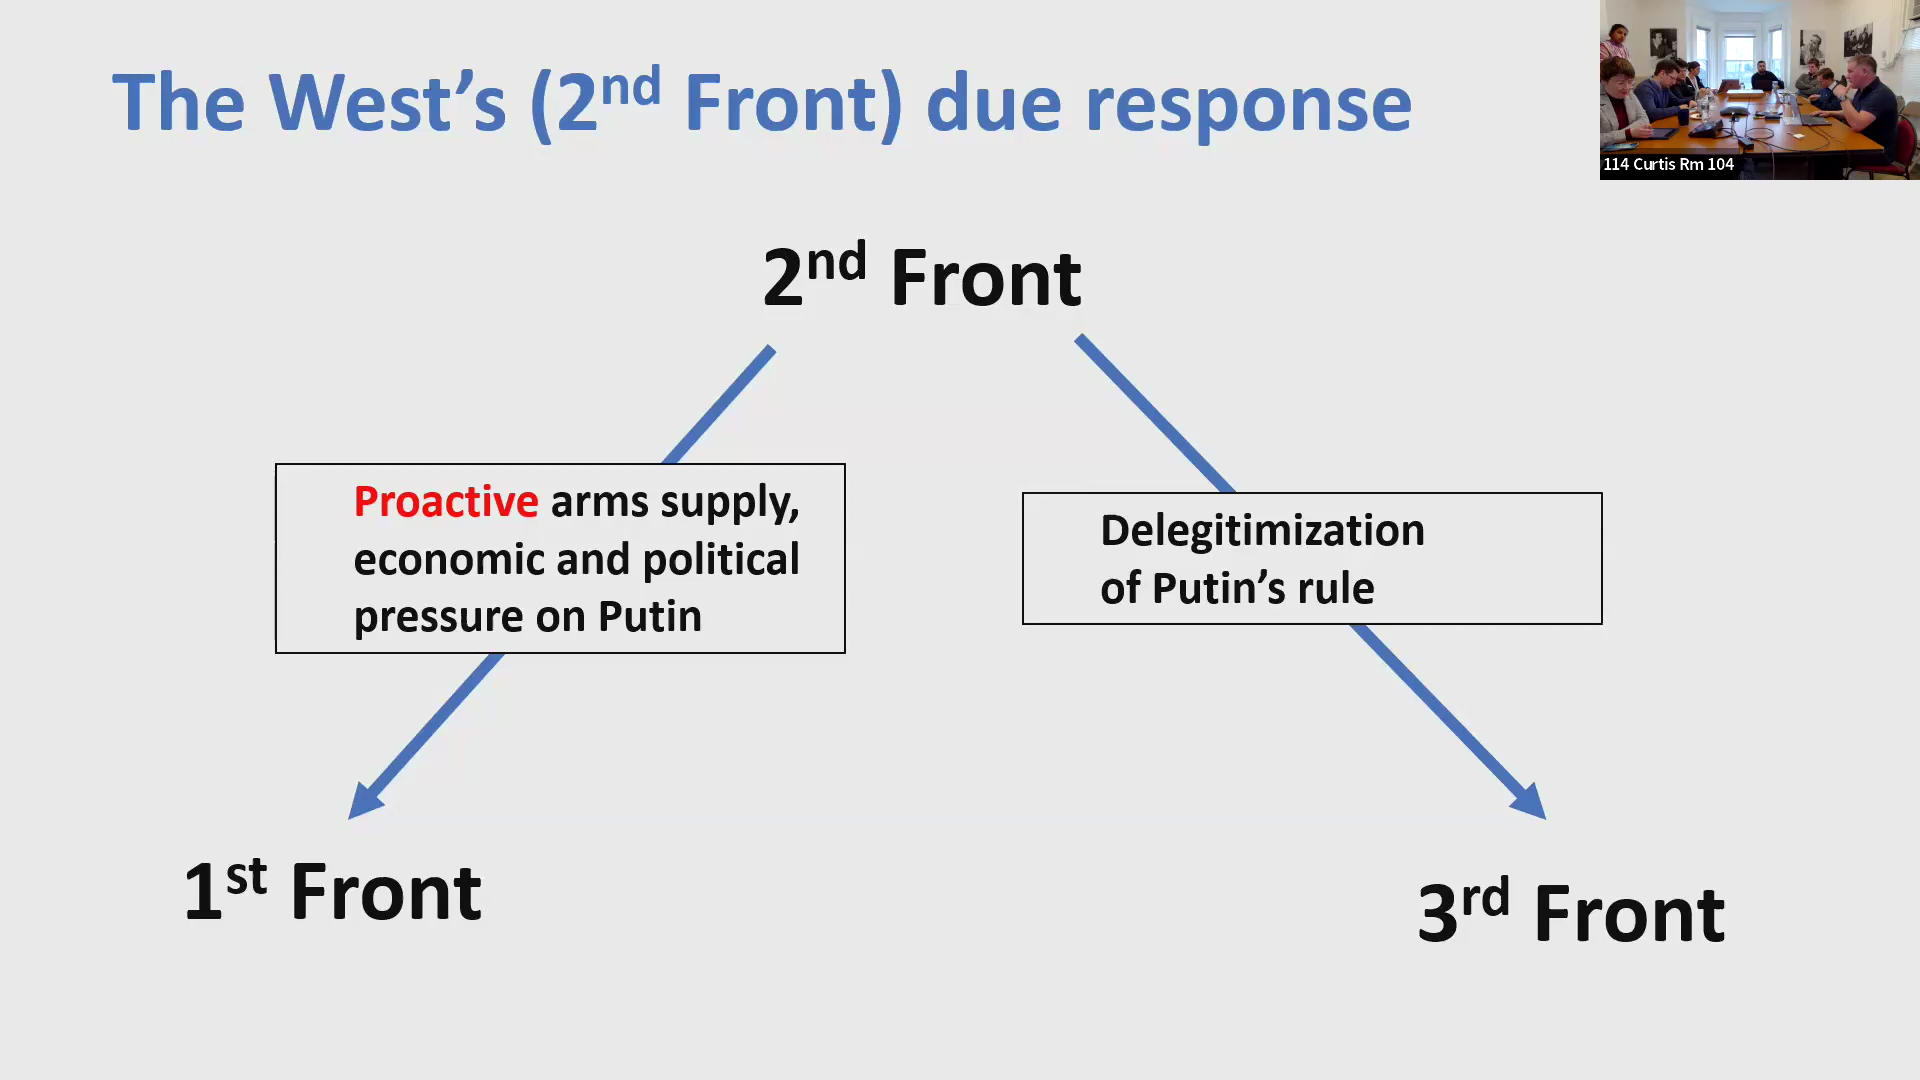 The West’s (2nd Front) due response
114 Curtis Rm 104
2nd Front
Proactive arms supply,
economic and political
pressure on Putin
Delegitimization
of Putin’s rule
1st Front
3rd Front